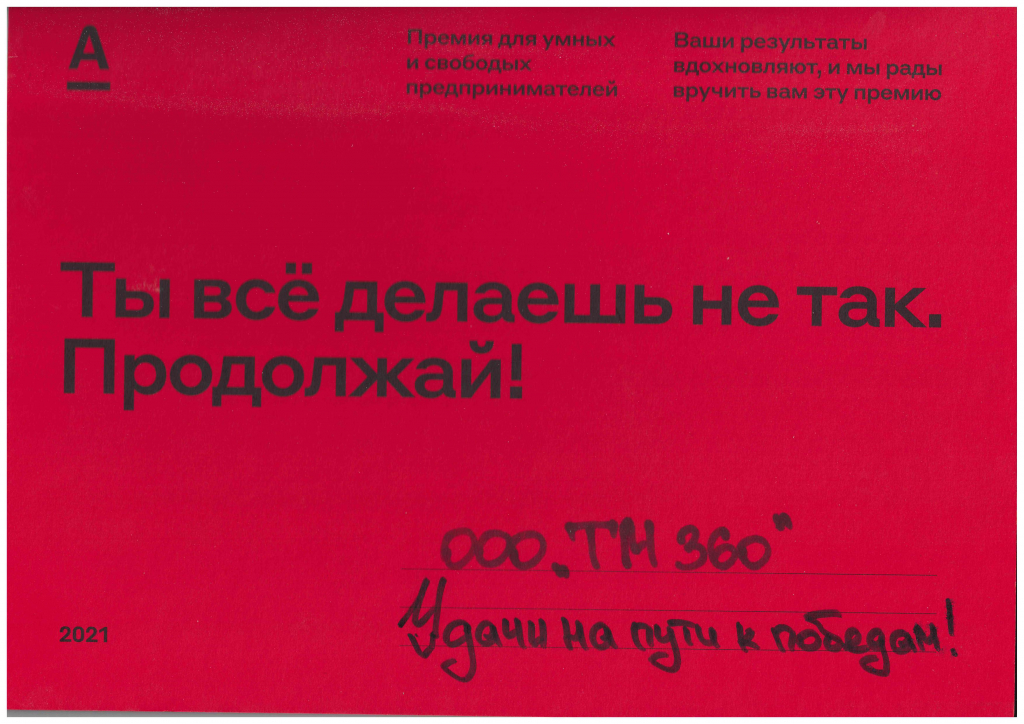 А
Премия для умных
и свободых
предпринимателей
Ваши результаты
вдохновляют, и мы рады
вручить вам эту премию
Ты всё делаешь не так.
Продолжай!
ООО „ТМ 360"
Удачи на пути к победам!
2021